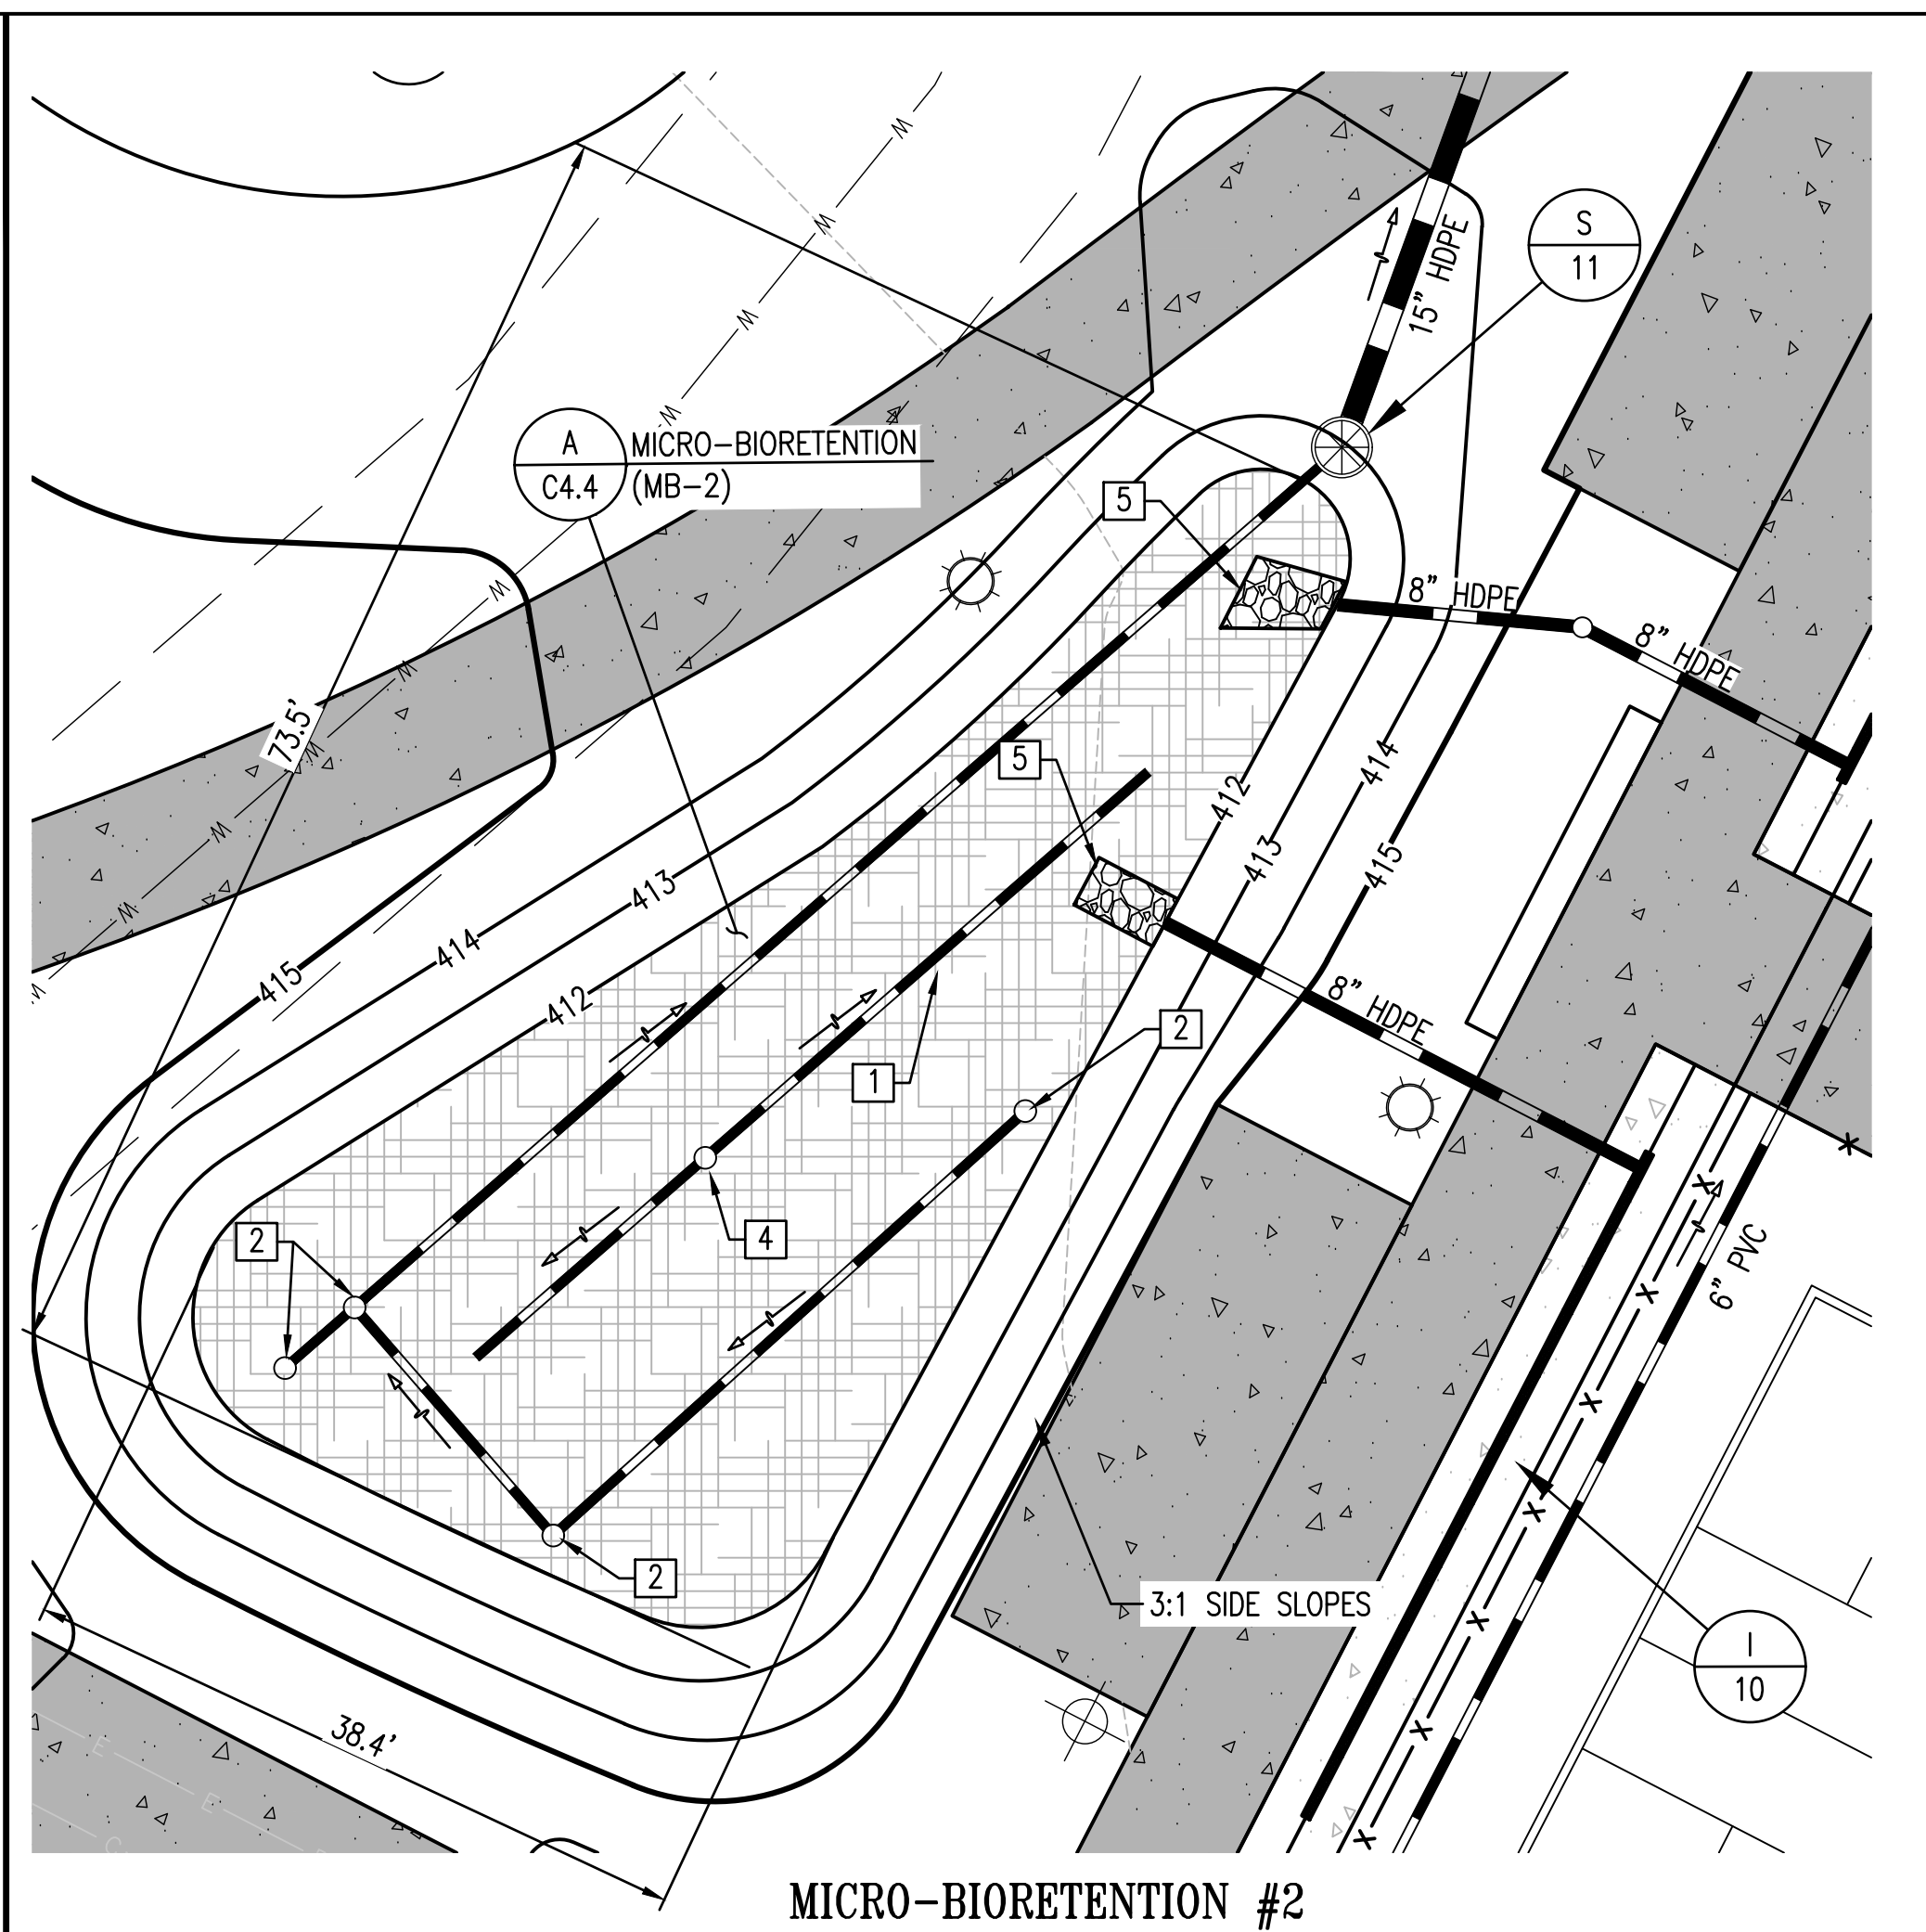 S
11
15" HDPE
A
C4.4
MICRO-BIORETENTION
(MB-2)
5
8" HDPE
8" HDPE
73.5'
5
412
414
413
415
413
414
415
412
8" HDPE
2
1
4
2
6" PVC
2
3:1 SIDE SLOPES
I
10
38.4'
W
W
W
W
W
W
W
W
W
W
E
E
X
X
X
X
X
X
X
MICRO-BIORETENTION #2